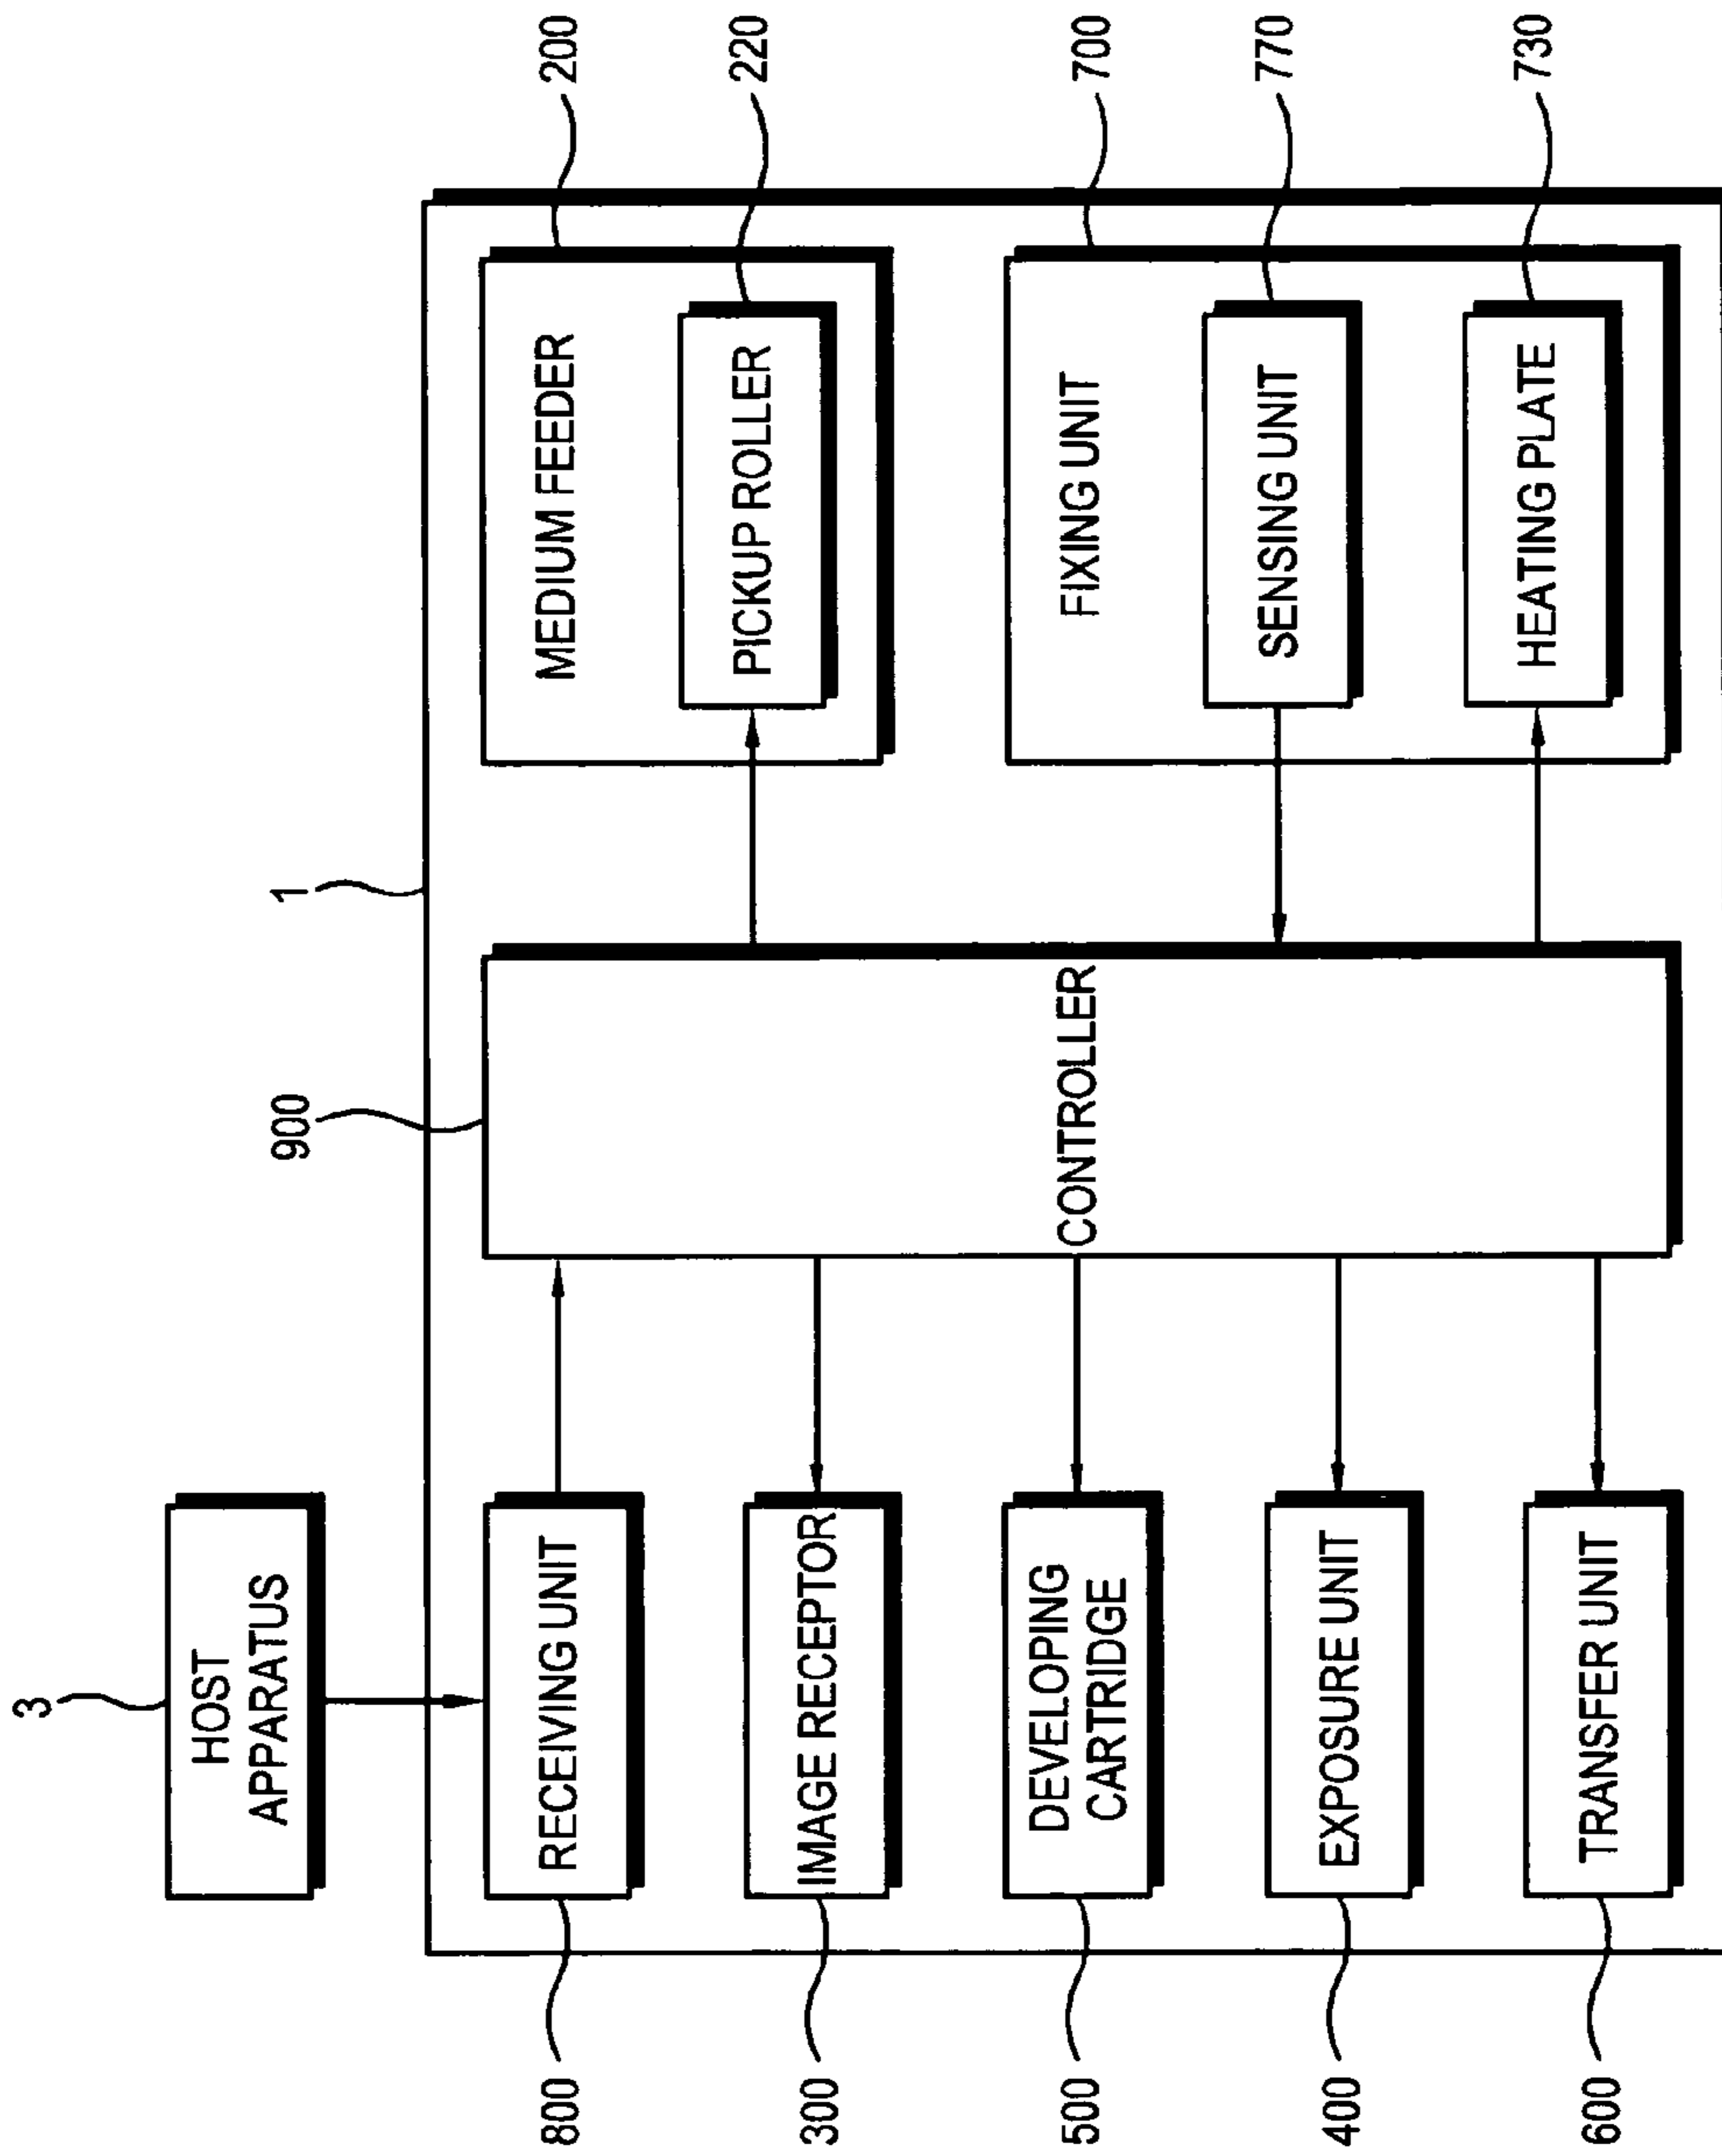 3
HOST
APPARATUS
900
1
800
RECEIVING UNIT
300
IMAGE RECEPTOR
500
DEVELOPING
CARTRIDGE
400
EXPOSURE UNIT
600
TRANSFER UNIT
CONTROLLER
MEDIUM FEEDER
200
PICKUP ROLLER
220
FIXING UNIT
700
SENSING UNIT
770
HEATING PLATE
730